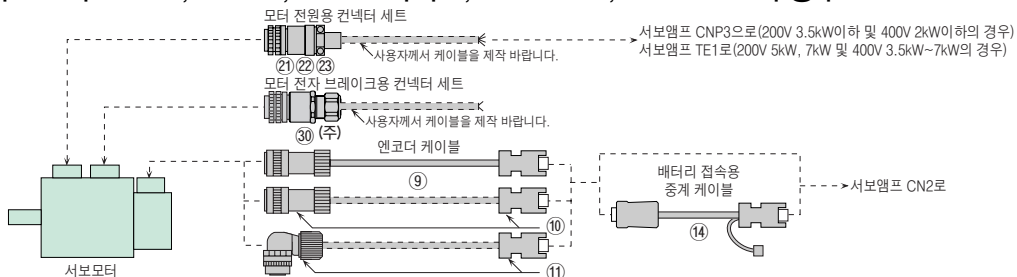 모터 전원용 컨넥터 세트
서보앰프 CNP3으로(200V 3.5kW이하 및 400V 2kW이하의 경우)
서보앰프 TE1로(200V 5kW, 7kW 및 400V 3.5kW~7kW의 경우)
사용자께서 케이블을 제작 바랍니다.
㉑ ㉒ ㉓
모터 전자 브레이크용 컨넥터 세트
사용자께서 케이블을 제작 바랍니다.
㉚ (주)
엔코더 케이블
⑨
배터리 접속용
중계 케이블
서보앰프 CN2로
⑩
⑭
⑪
서보모터